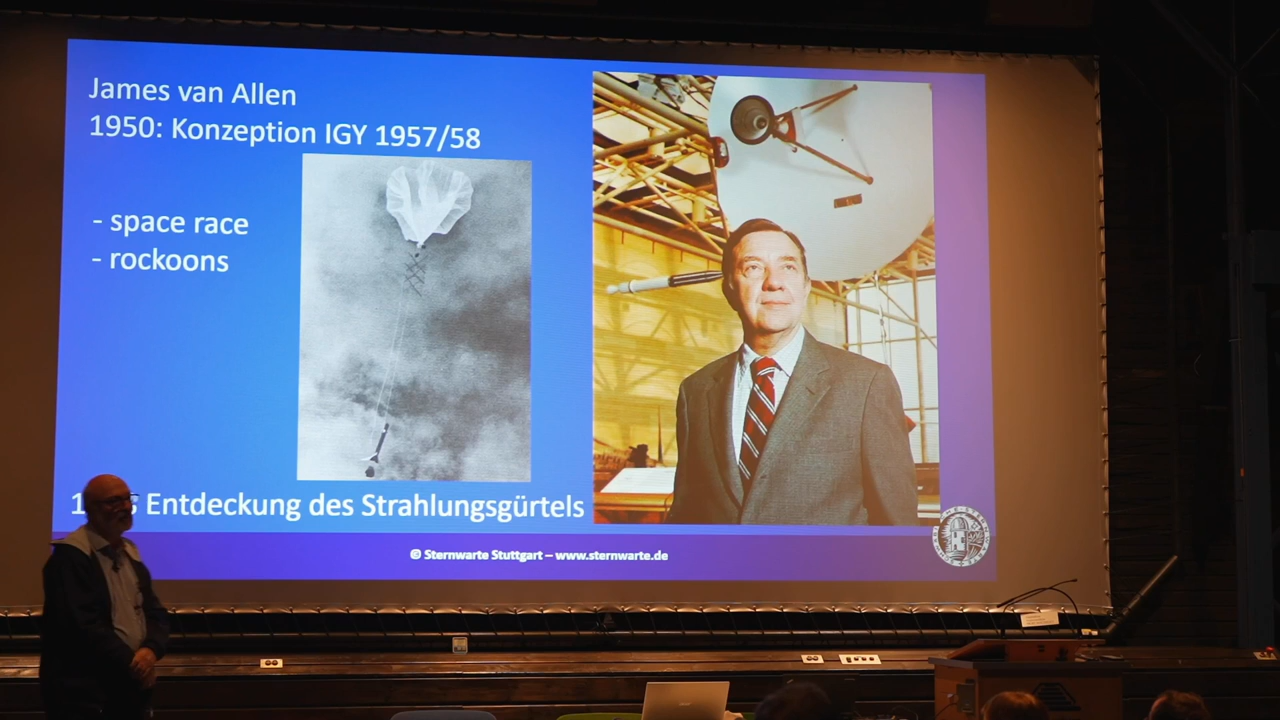 James van Allen
1950: Konzeption IGY 1957/58
- space race
- rockoons
Entdeckung des Strahlungsgürtels
© Sternwarte Stuttgart – www.sternwarte.de